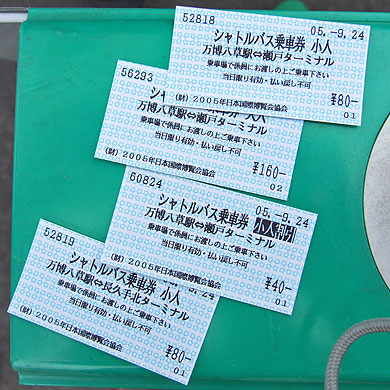 52818
05.-9.24
シャトルバス乗車券 小人
万博八草駅⇔瀬戸ターミナル
乗車場で係員にお渡しの上ご乗車下さい
当日限り有効・払い戻し不可
¥80-
(財)2005年日本国際博覧会協会
01
56293
シャ
万博八草駅⇔瀬戸ターミナル
乗車場で係員にお渡しの上ご乗車下さい
当日限り有効・払い戻し不可
¥160-
(財)2005年日本国際博覧会協会
02
60824
05.-9.24
シャトルバス乗車券 小人割引
万博八草駅⇔瀬戸ターミナル
乗車場で係員にお渡しの上ご乗車下さい
当日限り有効・払い戻し不可
¥40-
(財)2005年日本国際博覧会協会
01
52819
9.24
シャトルバス乗車券 小人
万博八草駅⇔長久手北ターミナル
乗車場で係員にお渡しの上ご乗車下さい
当日限り有効・払い戻し不可
¥80-
(財)2005年日本国際博覧会協会
01